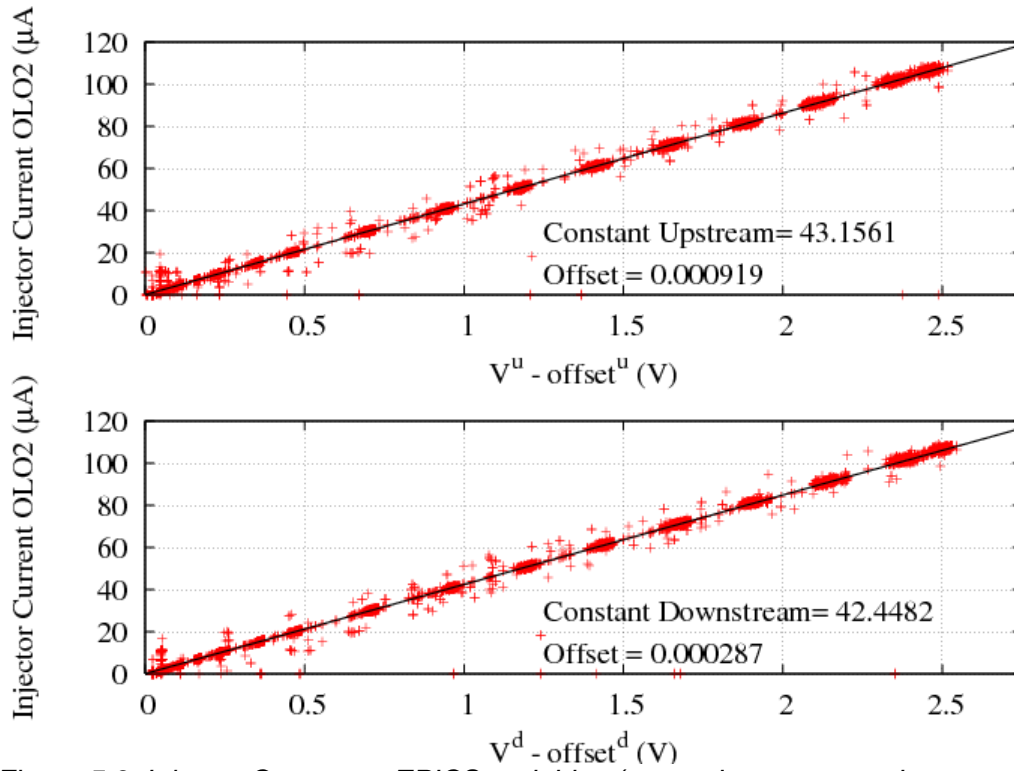 Injector Current OLO2 (µA
120
100
80
60
40
20
0
Constant Upstream= 43.1561
Offset = 0.000919
0 0.5 1 1.5 2 2.5
V^u - offset^u (V)
Injector Current OLO2 (µA)
120
100
80
60
40
20
0
Constant Downstream= 42.4482
Offset = 0.000287
0 0.5 1 1.5 2 2.5
V^d - offset^d (V)